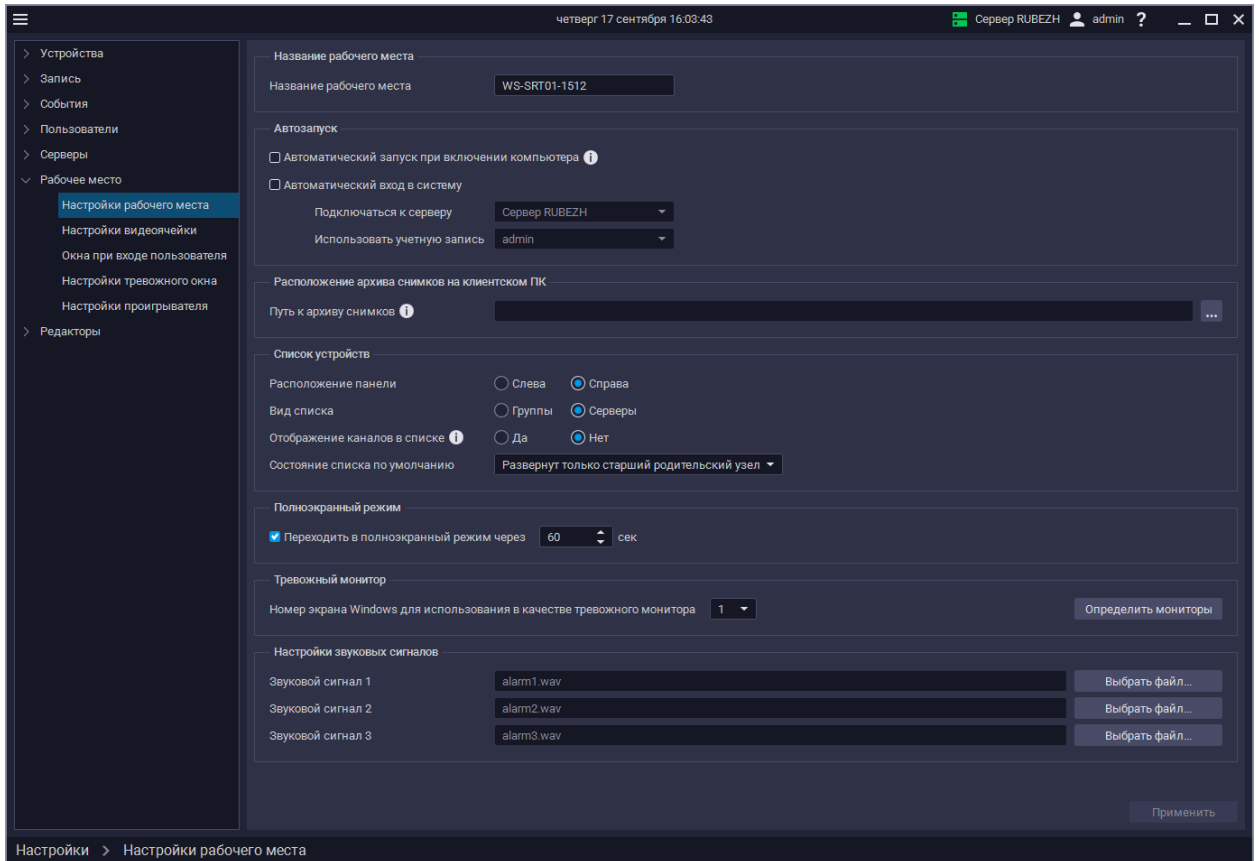 четверг 17 сентября 16:03:43
Сервер RUBEZH admin ?
Устройства
Запись
События
Пользователи
Серверы
Рабочее место
Настройки рабочего места
Настройки видеоячейки
Окна при входе пользователя
Настройки тревожного окна
Настройки проигрывателя
Редакторы
Название рабочего места
Название рабочего места WS-SRT01-1512
Автозапуск
Автоматический запуск при включении компьютера i
Автоматический вход в систему
Подключаться к серверу Сервер RUBEZH
Использовать учетную запись admin
Расположение архива снимков на клиентском ПК
Путь к архиву снимков i ...
Список устройств
Расположение панели Слева Справа
Вид списка Группы Серверы
Отображение каналов в списке i Да Нет
Состояние списка по умолчанию Развернут только старший родительский узел
Полноэкранный режим
Переходить в полноэкранный режим через 60 сек
Тревожный монитор
Номер экрана Windows для использования в качестве тревожного монитора 1 Определить мониторы
Настройки звуковых сигналов
Звуковой сигнал 1 alarm1.wav Выбрать файл...
Звуковой сигнал 2 alarm2.wav Выбрать файл...
Звуковой сигнал 3 alarm3.wav Выбрать файл...
Применить
Настройки > Настройки рабочего места